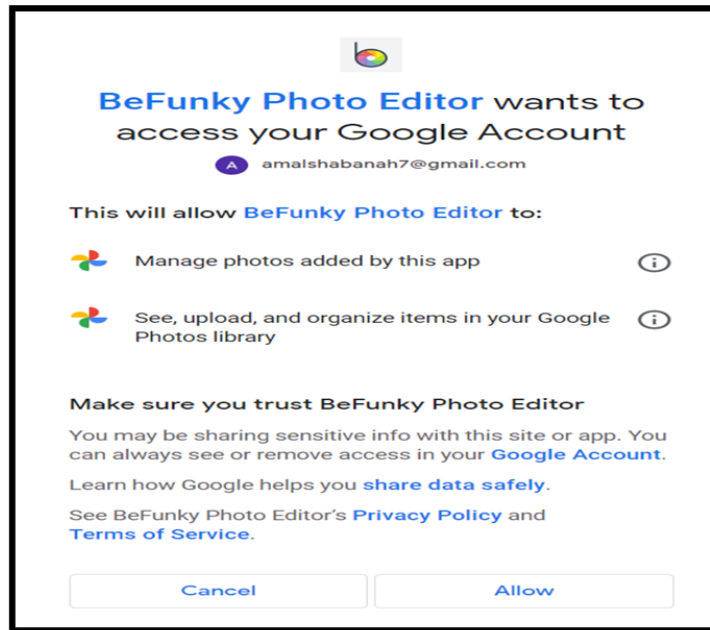 BeFunky Photo Editor wants to
access your Google Account
A amalshabanah7@gmail.com
This will allow BeFunky Photo Editor to:
Manage photos added by this app
See, upload, and organize items in your Google
Photos library
Make sure you trust BeFunky Photo Editor
You may be sharing sensitive info with this site or app. You
can always see or remove access in your Google Account.
Learn how Google helps you share data safely.
See BeFunky Photo Editor's Privacy Policy and
Terms of Service.
Cancel Allow